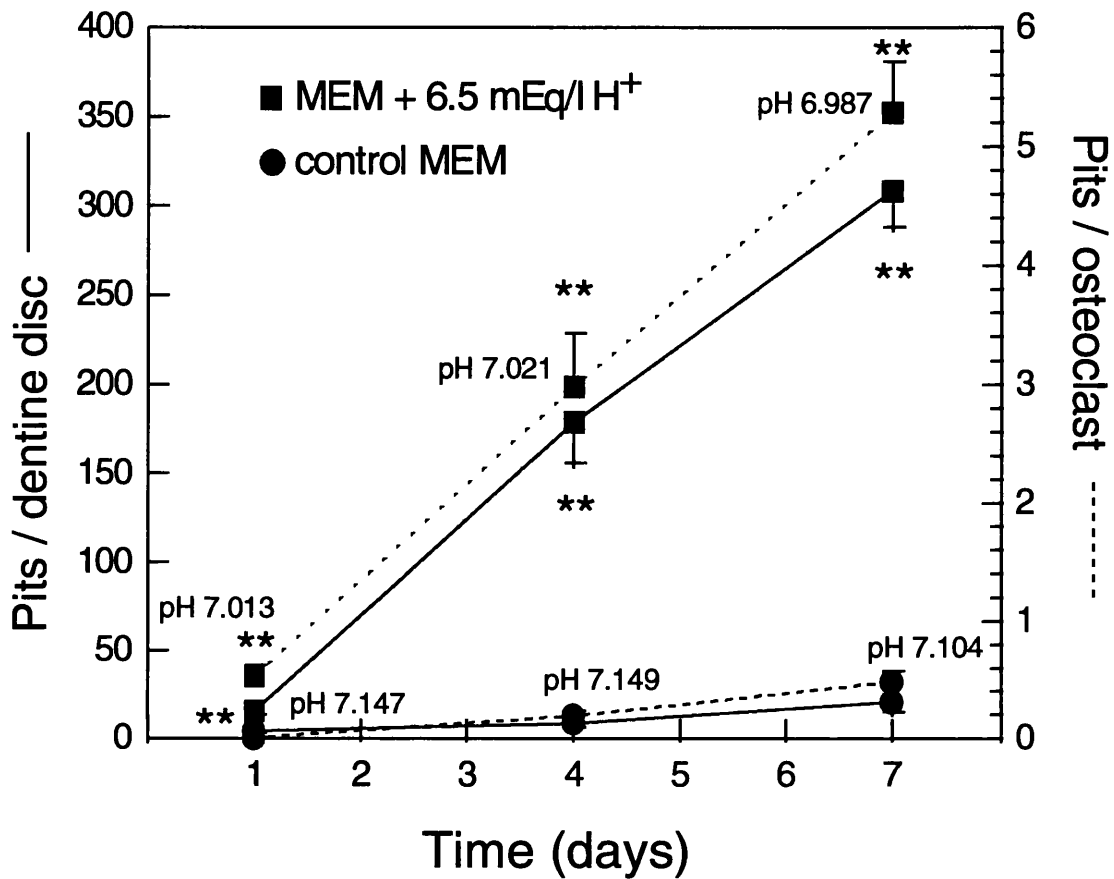 400
350
300
250
200
150
100
50
0
Pits / dentine disc
6
5
4
3
2
1
0
Pits / osteoclast
MEM + 6.5 mEq/l H⁺
control MEM
**
pH 6.987
**
**
pH 7.021
**
pH 7.013
**
**
pH 7.147
pH 7.149
pH 7.104
1 2 3 4 5 6 7
Time (days)